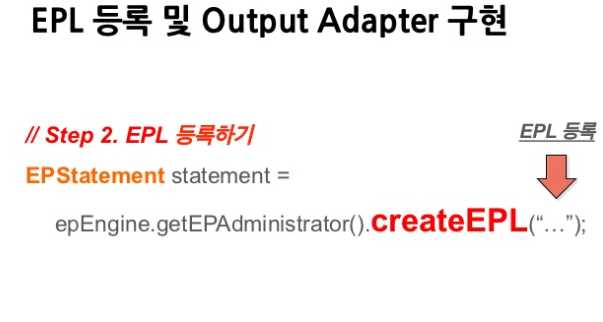 EPL 등록 및 Output Adapter 구현
// Step 2. EPL 등록하기
EPL 등록
EPStatement statement =
epEngine.getEPAdministrator().createEPL(“…”);